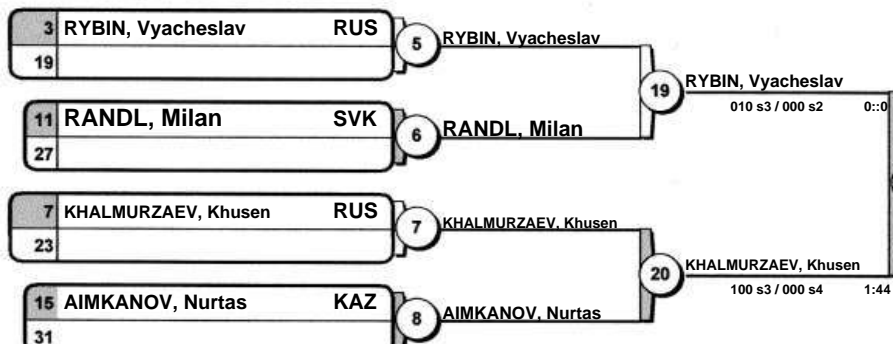 3 RYBIN, Vyacheslav RUS
19
5
RYBIN, Vyacheslav
11 RANDL, Milan SVK
27
6
RANDL, Milan
19
RYBIN, Vyacheslav
010 s3 / 000 s2 0::0
7 KHALMURZAEV, Khusen RUS
23
7
KHALMURZAEV, Khusen
15 AIMKANOV, Nurtas KAZ
31
8
AIMKANOV, Nurtas
20
KHALMURZAEV, Khusen
100 s3 / 000 s4 1:44